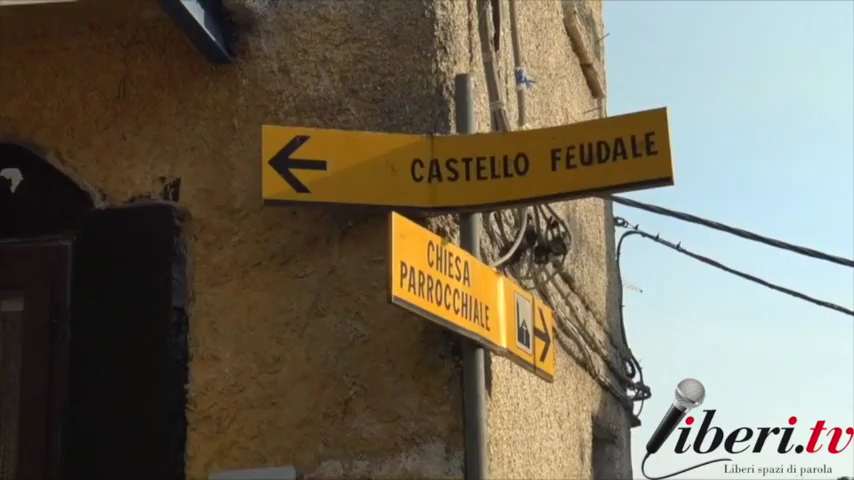 CASTELLO FEUDALE
CHIESA
PARROCCHIALE
liberi.tv
Liberi spazi di parola